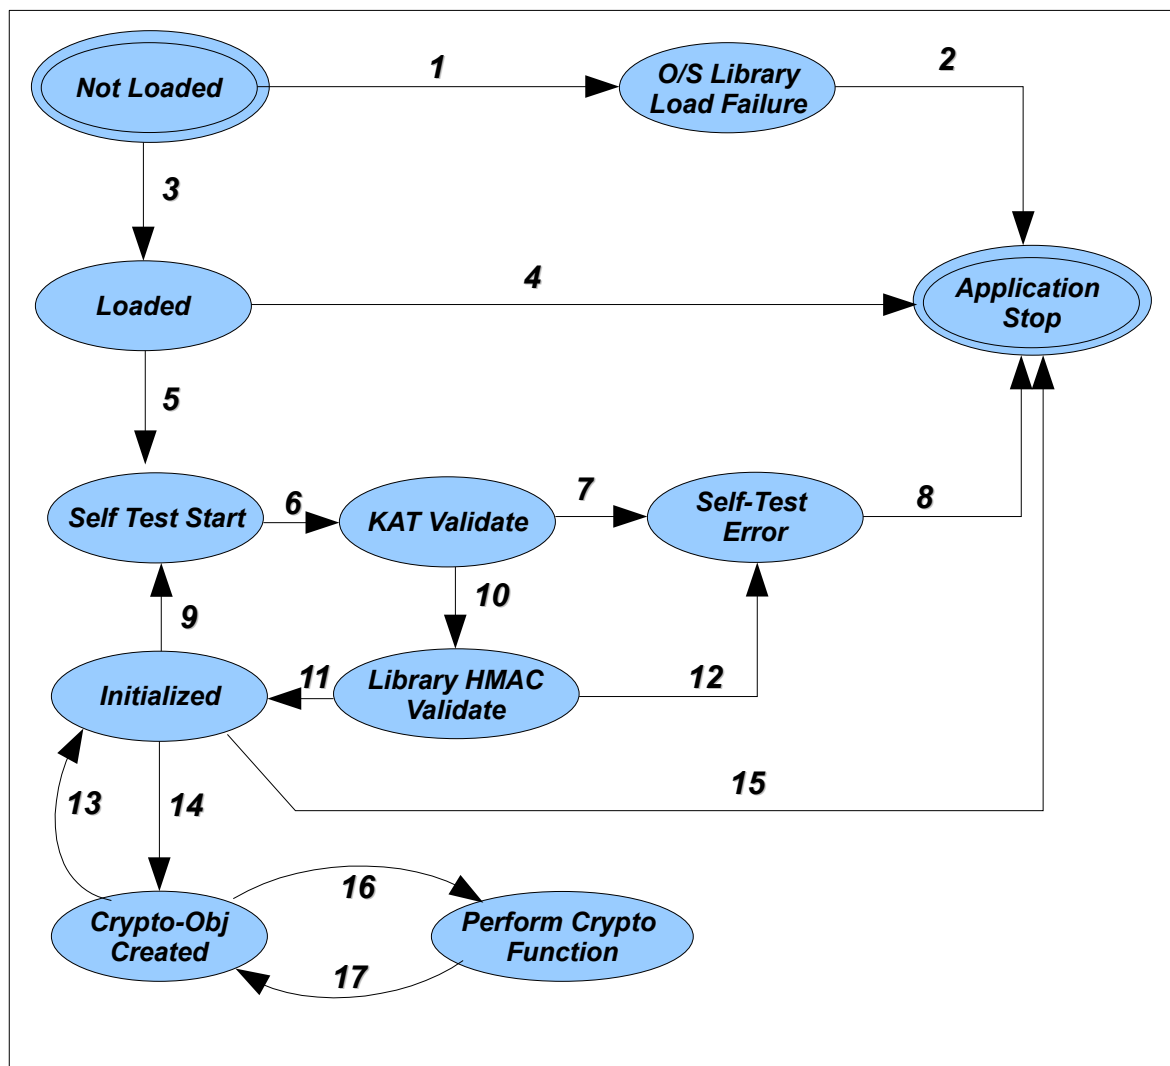 Not Loaded
1
O/S Library
Load Failure
2
3
Loaded
4
Application
Stop
5
Self Test Start
6
KAT Validate
7
Self-Test
Error
8
9
10
Initialized
11
Library HMAC
Validate
12
13
14
15
Crypto-Obj
Created
16
Perform Crypto
Function
17